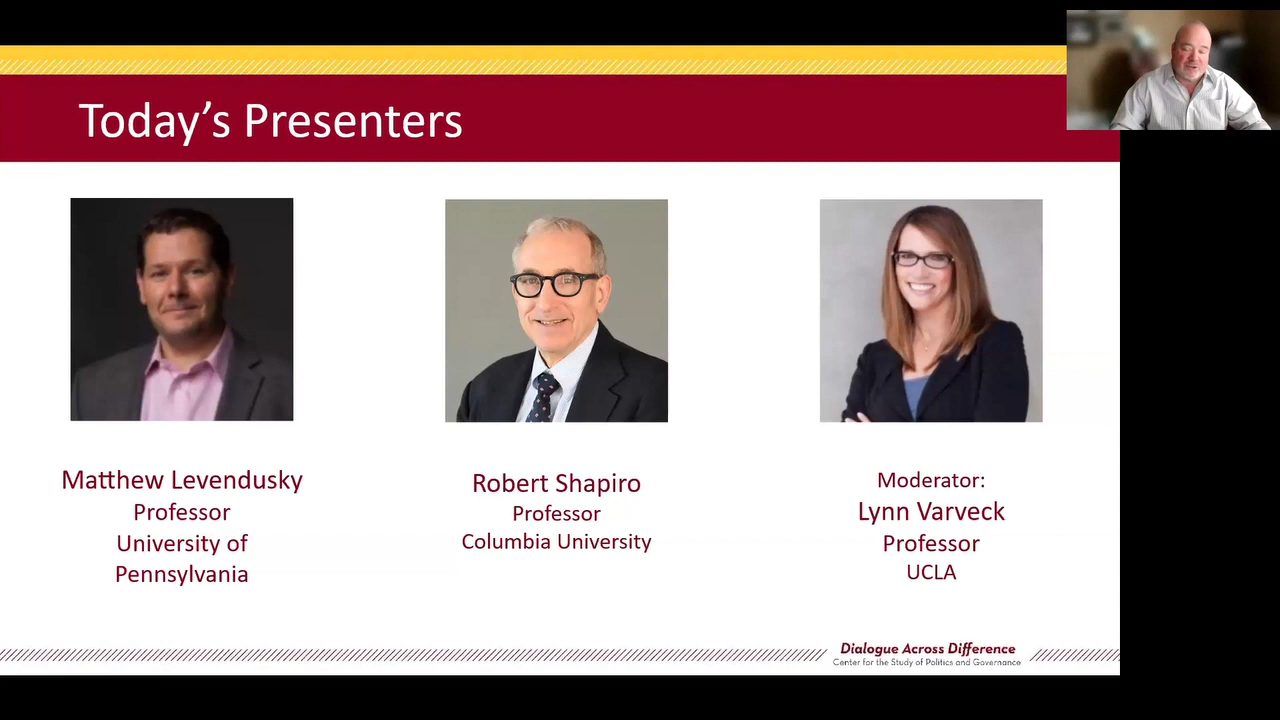 Today's Presenters
Matthew Levendusky
Professor
University of
Pennsylvania
Robert Shapiro
Professor
Columbia University
Moderator:
Lynn Varveck
Professor
UCLA
Dialogue Across Difference
Center for the Study of Politics and Governance